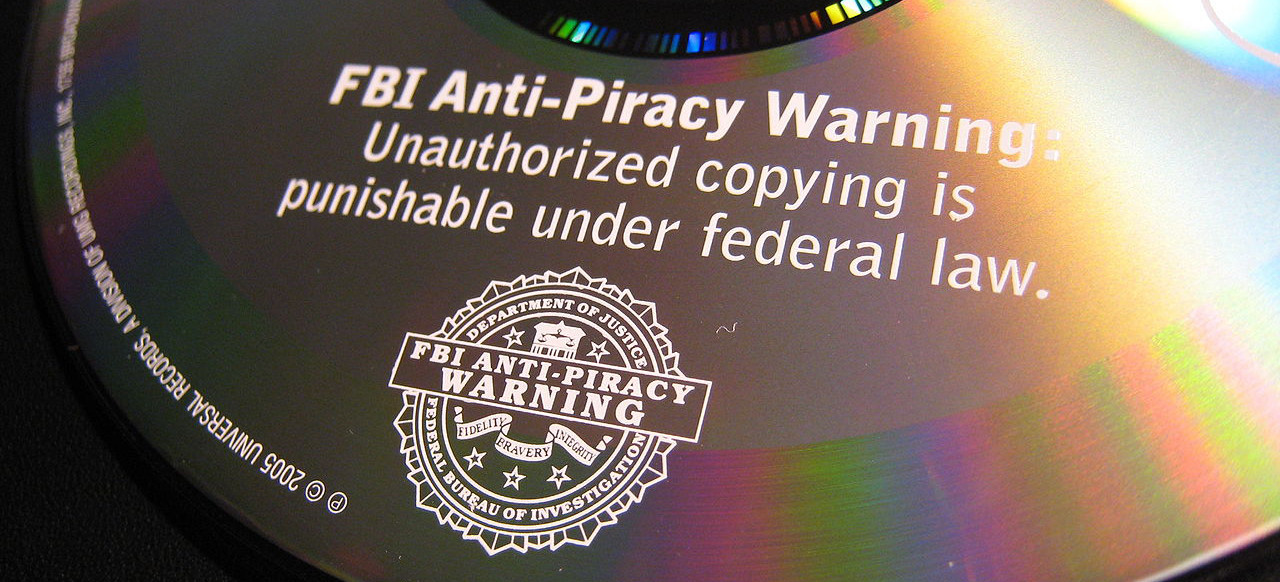 FBI Anti-Piracy Warning:
Unauthorized copying is
punishable under federal law.
DEPARTMENT OF JUSTICE
FBI ANTI-PIRACY
WARNING
FIDELITY
BRAVERY
INTEGRITY
FEDERAL BUREAU OF INVESTIGATION
℗ © 2005 UNIVERSAL RECORDS, A DIVISION OF UMG RECORDINGS, INC.